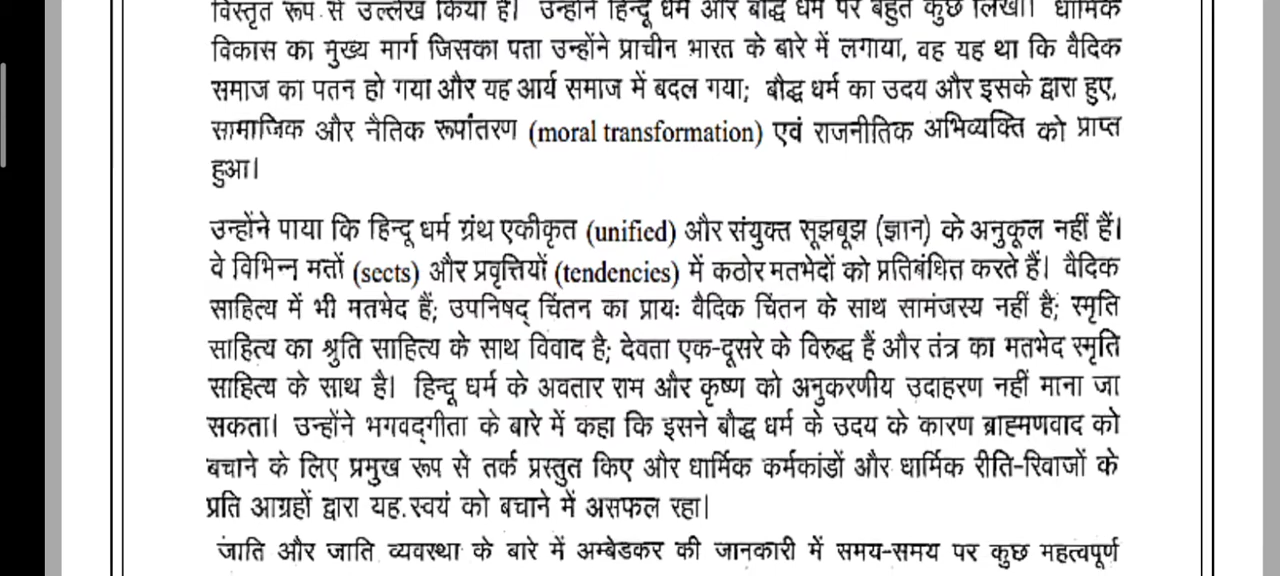 विस्तृत रूप से उल्लेख किया है। उन्होंने हिन्दू धर्म और बौद्ध धर्म पर बहुत कुछ लिखा। धार्मिक
विकास का मुख्य मार्ग जिसका पता उन्होंने प्राचीन भारत के बारे में लगाया, वह यह था कि वैदिक
समाज का पतन हो गया और यह आर्य समाज में बदल गया; बौद्ध धर्म का उदय और इसके द्वारा हुए,
सामाजिक और नैतिक रूपांतरण (moral transformation) एवं राजनीतिक अभिव्यक्ति को प्राप्त
हुआ।
उन्होंने पाया कि हिन्दू धर्म ग्रंथ एकीकृत (unified) और संयुक्त सूझबूझ (ज्ञान) के अनुकूल नहीं हैं।
वे विभिन्न मतों (sects) और प्रवृत्तियों (tendencies) में कठोर मतभेदों को प्रतिबंधित करते हैं। वैदिक
साहित्य में भी मतभेद हैं; उपनिषद् चिंतन का प्रायः वैदिक चिंतन के साथ सामंजस्य नहीं है; स्मृति
साहित्य का श्रुति साहित्य के साथ विवाद है; देवता एक-दूसरे के विरुद्ध हैं और तंत्र का मतभेद स्मृति
साहित्य के साथ है। हिन्दू धर्म के अवतार राम और कृष्ण को अनुकरणीय उदाहरण नहीं माना जा
सकता। उन्होंने भगवद्गीता के बारे में कहा कि इसने बौद्ध धर्म के उदय के कारण ब्राह्मणवाद को
बचाने के लिए प्रमुख रूप से तर्क प्रस्तुत किए और धार्मिक कर्मकांडों और धार्मिक रीति-रिवाजों के
प्रति आग्रहों द्वारा यह स्वयं को बचाने में असफल रहा।
जाति और जाति व्यवस्था के बारे में अम्बेडकर की जानकारी में समय-समय पर कुछ महत्वपूर्ण